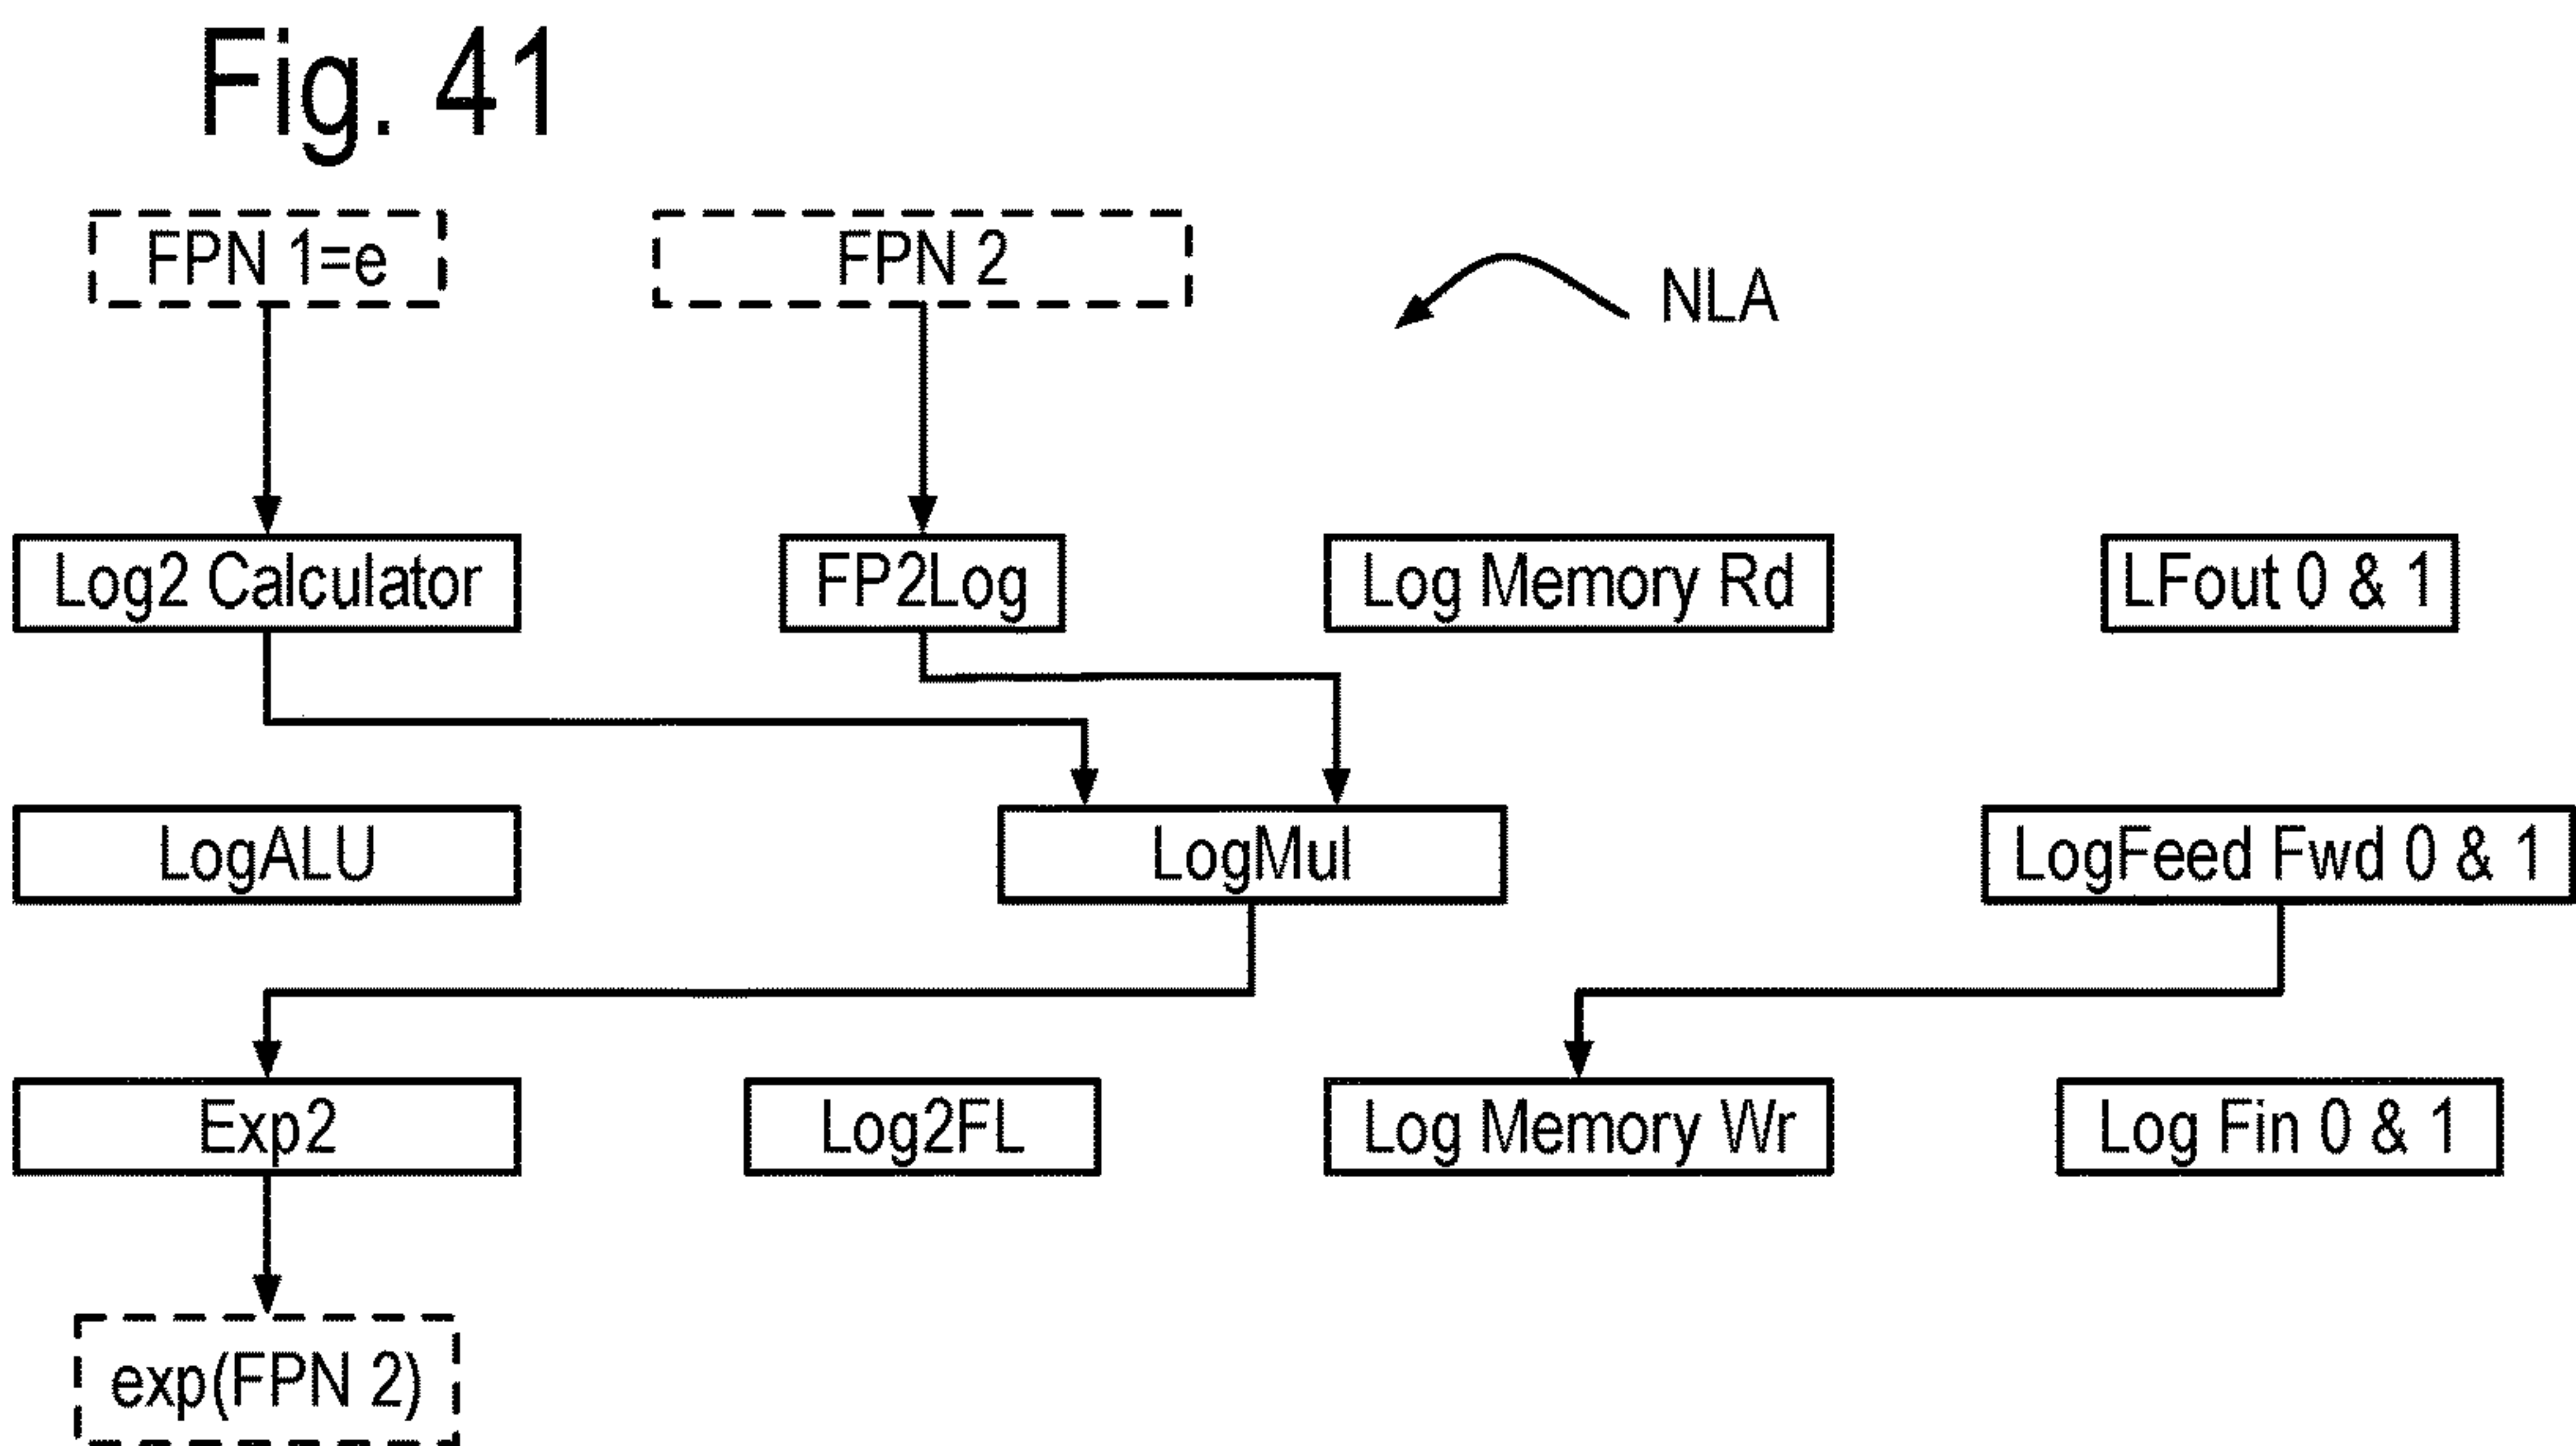 Fig. 41
FPN 1=e
FPN 2
NLA
Log2 Calculator
FP2Log
Log Memory Rd
LFout 0 & 1
LogALU
LogMul
LogFeed Fwd 0 & 1
Exp2
Log2FL
Log Memory Wr
Log Fin 0 & 1
exp(FPN 2)